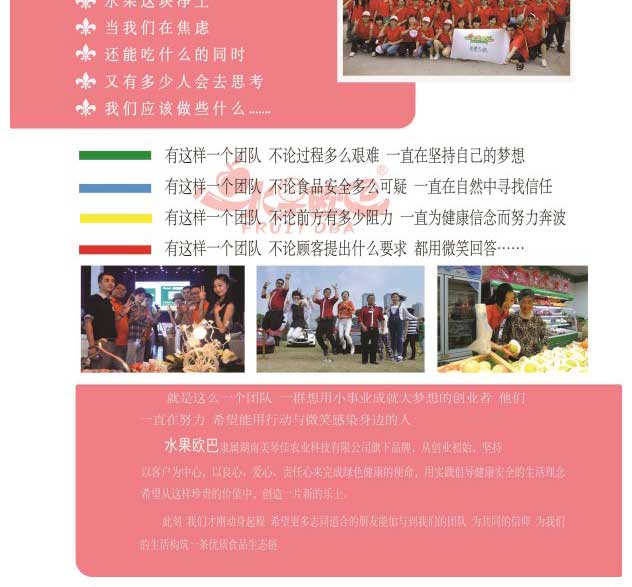 水果这块净土
当我们在焦虑
还能吃什么的同时
又有多少人会去思考
我们应该做些什么.......
有这样一个团队 不论过程多么艰难 一直在坚持自己的梦想
有这样一个团队 不论食品安全多么可疑 一直在自然中寻找信任
有这样一个团队 不论前方有多少阻力 一直为健康信念而努力奔波
FRUIT OBA
有这样一个团队 不论顾客提出什么要求 都用微笑回答……
就是这么一个团队 一群想用小事业成就大梦想的创业者 他们
一直在努力 希望能用行动与微笑感染身边的人
水果欧巴隶属湖南美琴佳农业科技有限公司旗下品牌，从创业初始，坚持
以客户为中心，以良心、爱心、责任心来完成绿色健康的使命，用实践倡导健康安全的生活理念
希望从这样珍贵的价值中，创造一片新的乐土。
此刻 我们才刚动身起程 希望更多志同道合的朋友能加与到我们的团队 为共同的信仰 为我们
的生活构筑一条优质食品生态链